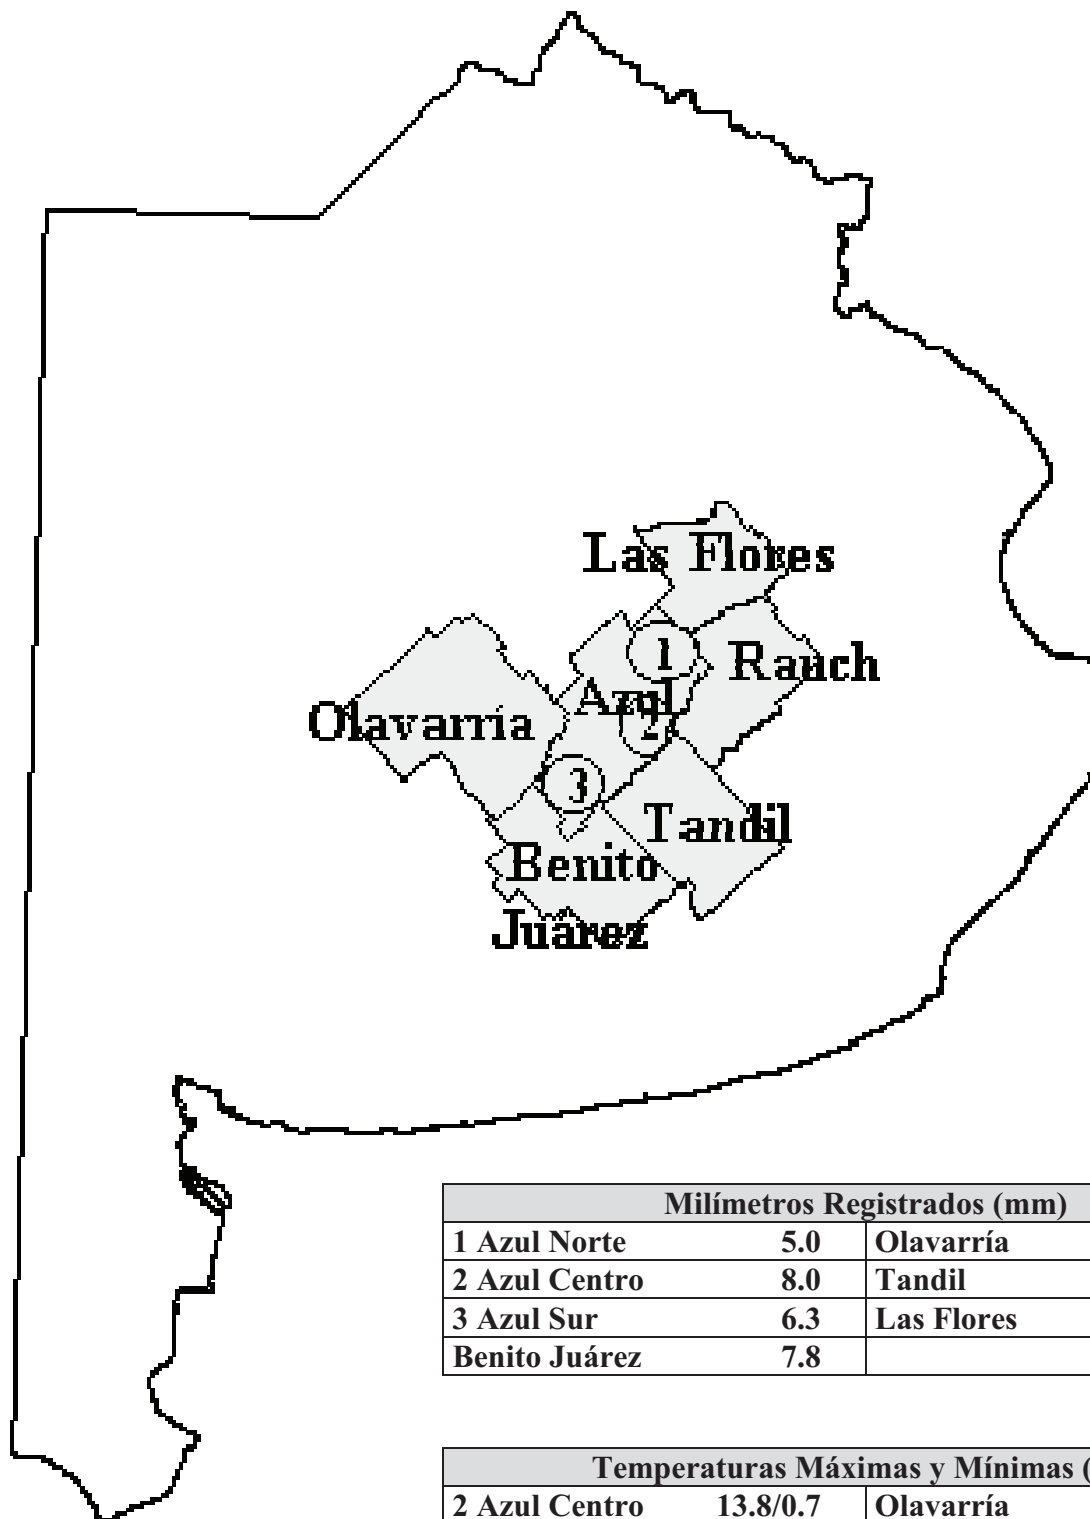 Las Flores
1
Rauch
Azul
Olavarría
2
3
Tandil
Benito
Juárez
Milímetros Registrados (mm)
1 Azul Norte 5.0 Olavarría
2 Azul Centro 8.0 Tandil
3 Azul Sur 6.3 Las Flores
Benito Juárez 7.8
Temperaturas Máximas y Mínimas (
2 Azul Centro 13.8/0.7 Olavarría